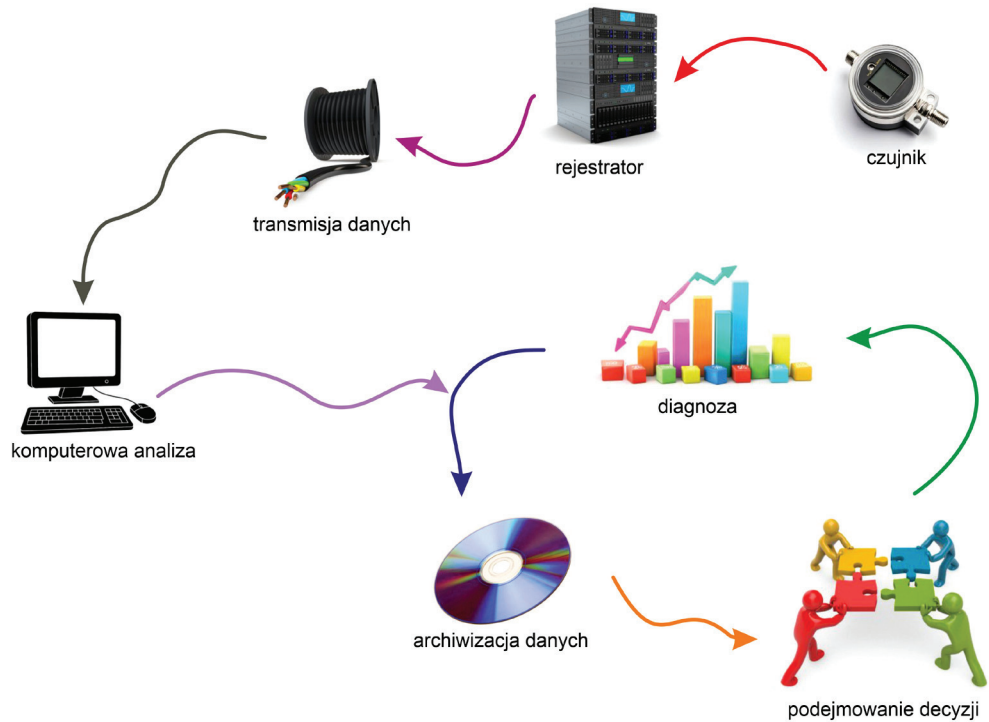 rejestrator
czujnik
transmisja danych
diagnoza
komputerowa analiza
archiwizacja danych
podejmowanie decyzji